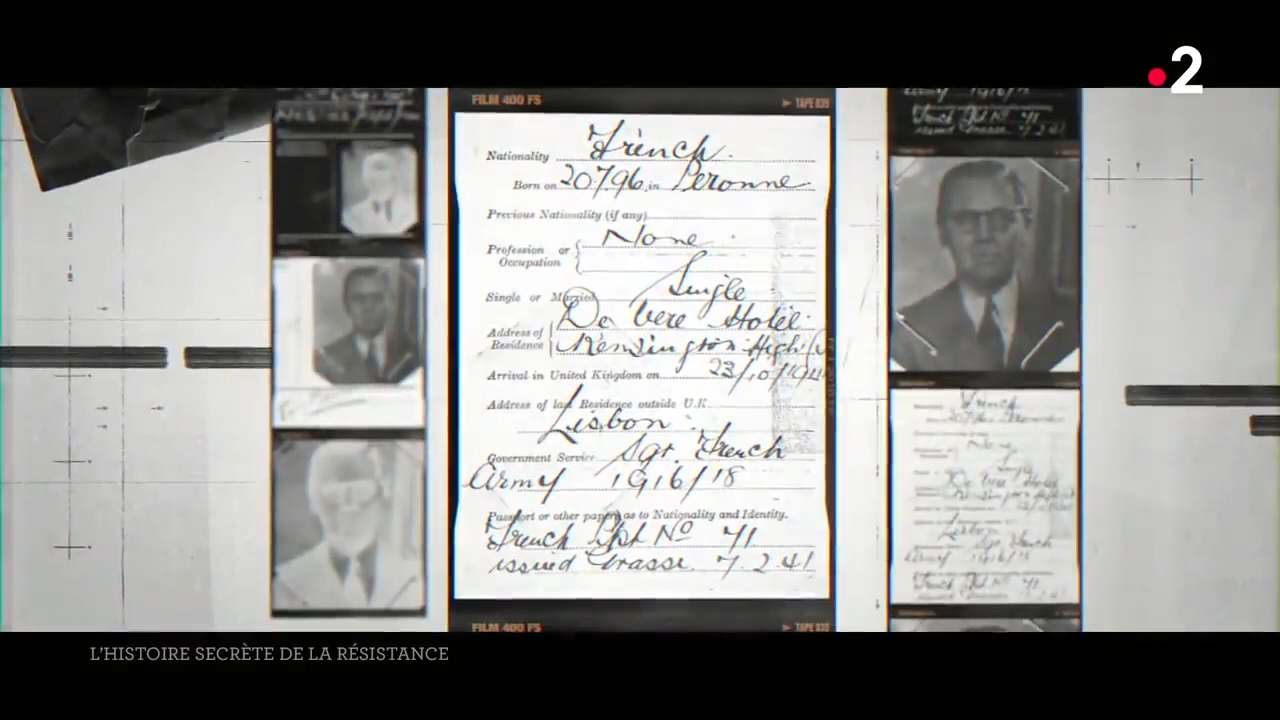 2
FILM 400 FS
TAPE 839
Nationality French.
Born on 20.7.96. in Peronne
Previous Nationality (if any)
Profession or Occupation None.
Single or Married Single
Address of Residence De Vere Hotel.
Kensington High
Arrival in United Kingdom on 23/10/1941
Address of last Residence outside U.K.
Lisbon.
Government Service Sgt. French
Army 1916/18
Passport or other papers as to Nationality and Identity.
French Ppt No 71
issued Grasse 7.2.41
FILM 400 FS
TAPE 839
L'HISTOIRE SECRÈTE DE LA RÉSISTANCE